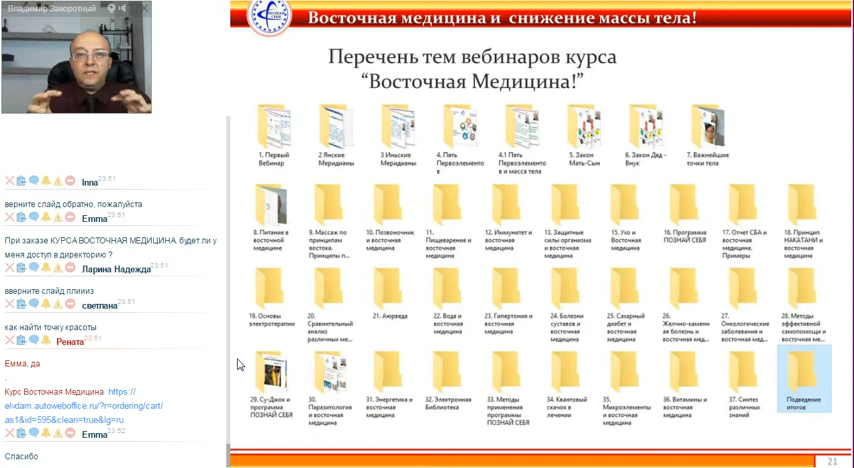 Владимир Заворотный
Inna 23:51
верните слайд обратно, пожалуйста
Emma 23:51
При заказе КУРСА ВОСТОЧНАЯ МЕДИЦИНА. будет ли у
меня доступ в директорию ?
Ларина Надежда 23:51
вверните слайд плииз
светлана 23:51
как найти точку красоты
Рената 23:51
Емма, да
.
Курс Восточная Медицина https://
elvdam.autoweboffice.ru/?r=ordering/cart/
as1&id=595&clean=true&lg=ru
Emma 23:52
Спасибо
Восточная медицина и снижение массы тела!
Перечень тем вебинаров курса
“Восточная Медицина!”
1. Первый
Вебинар
2 Янские
Меридианы
3 Иньские
Меридианы
4. Пять
Первоэлементо
в
4.1 Пять
Первоэлементо
в и масса тела
5. Закон
Мать-Сын
6. Закон Дед -
Внук
7. Важнейшие
точки тела
8. Питание в
восточной
медицине
9. Массаж по
принципам
востока.
Принципы п...
10. Позвоночник
и восточная
медицина
11.
Пищеварение и
восточная
медицина
12. Иммунитет и
восточная
медицина
13. Защитные
силы организма
и восточная
медицина
15. Ухо и
Восточная
медицина
16. Программа
ПОЗНАЙ СЕБЯ
17. Отчет СБА и
восточная
медицина.
Примеры
18. Принцип
НАКАТАНИ и
восточная
медицина
19. Основы
электротерапии
20.
Сравнительный
анализ
различных ме...
21. Аюрведа
22. Вода и
восточная
медицина
23. Гипертония и
восточная
медицина
24. Болезни
суставов и
восточная
медицина
25. Сахарный
диабет и
восточная
медицина
26.
Желчно-каменн
ая болезнь и
восточная мед...
27.
Онкологические
заболевания и
восточная мед...
28. Методы
эффективной
самопомощи и
восточная ме...
29. Су-Джок и
программа
ПОЗНАЙ СЕБЯ
30.
Паразитология
и восточная
медицина
31. Энергетика и
восточная
медицина
32. Электронная
Библиотека
33. Методы
применения
программы
ПОЗНАЙ СЕБЯ
34. Квантовый
скачок в
лечении
35.
Микроэлементы
и восточная
медицина
36. Витамины и
восточная
медицина
37. Синтез
различных
знаний
Подведение
итогов
21